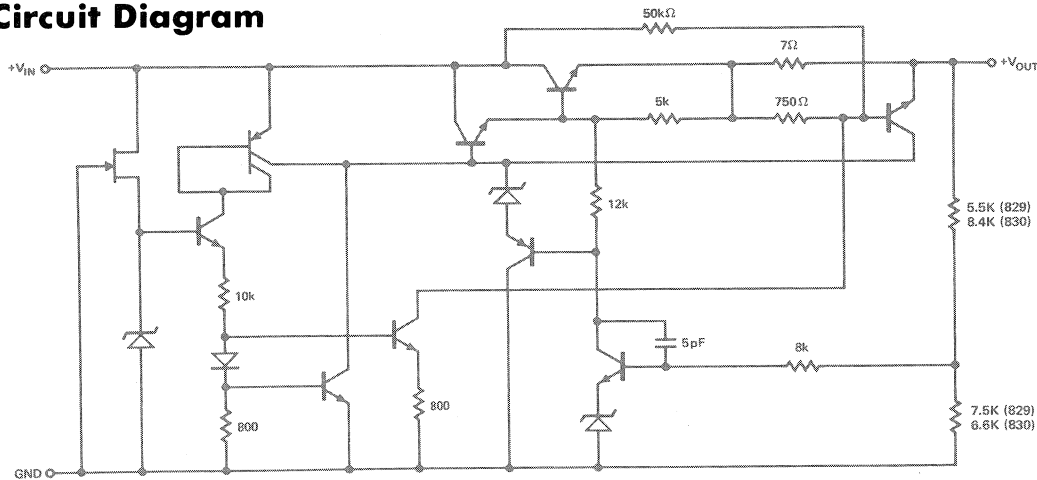 Circuit Diagram
50kΩ
+VIN
7Ω
+VOUT
5k
750Ω
12k
5.5K (829)
8.4K (830)
10k
5pF
8k
800
800
7.5K (829)
6.6K (830)
GND